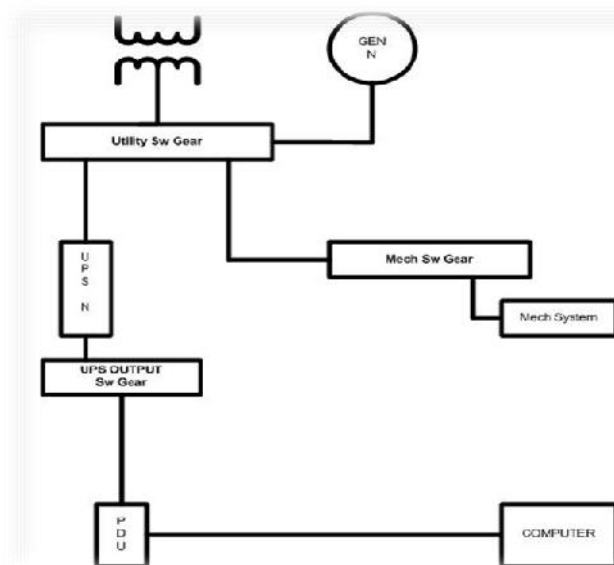 GEN
N
Utility Sw Gear
U
P
S
N
Mech Sw Gear
Mech System
UPS OUTPUT
Sw Gear
P
D
U
COMPUTER